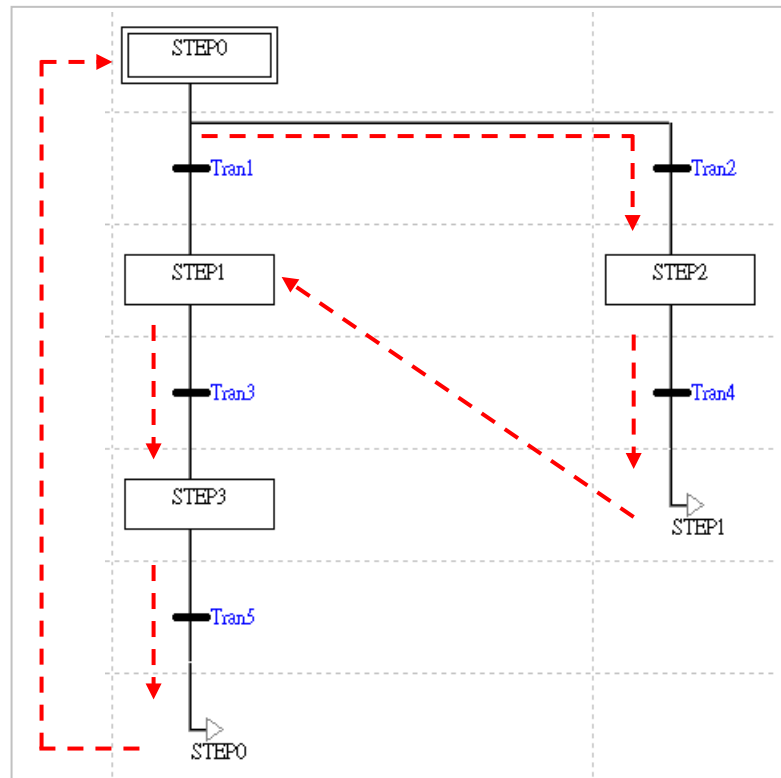 STEP0
Tran1
Tran2
STEP1
STEP2
Tran3
Tran4
STEP3
STEP1
Tran5
STEP0